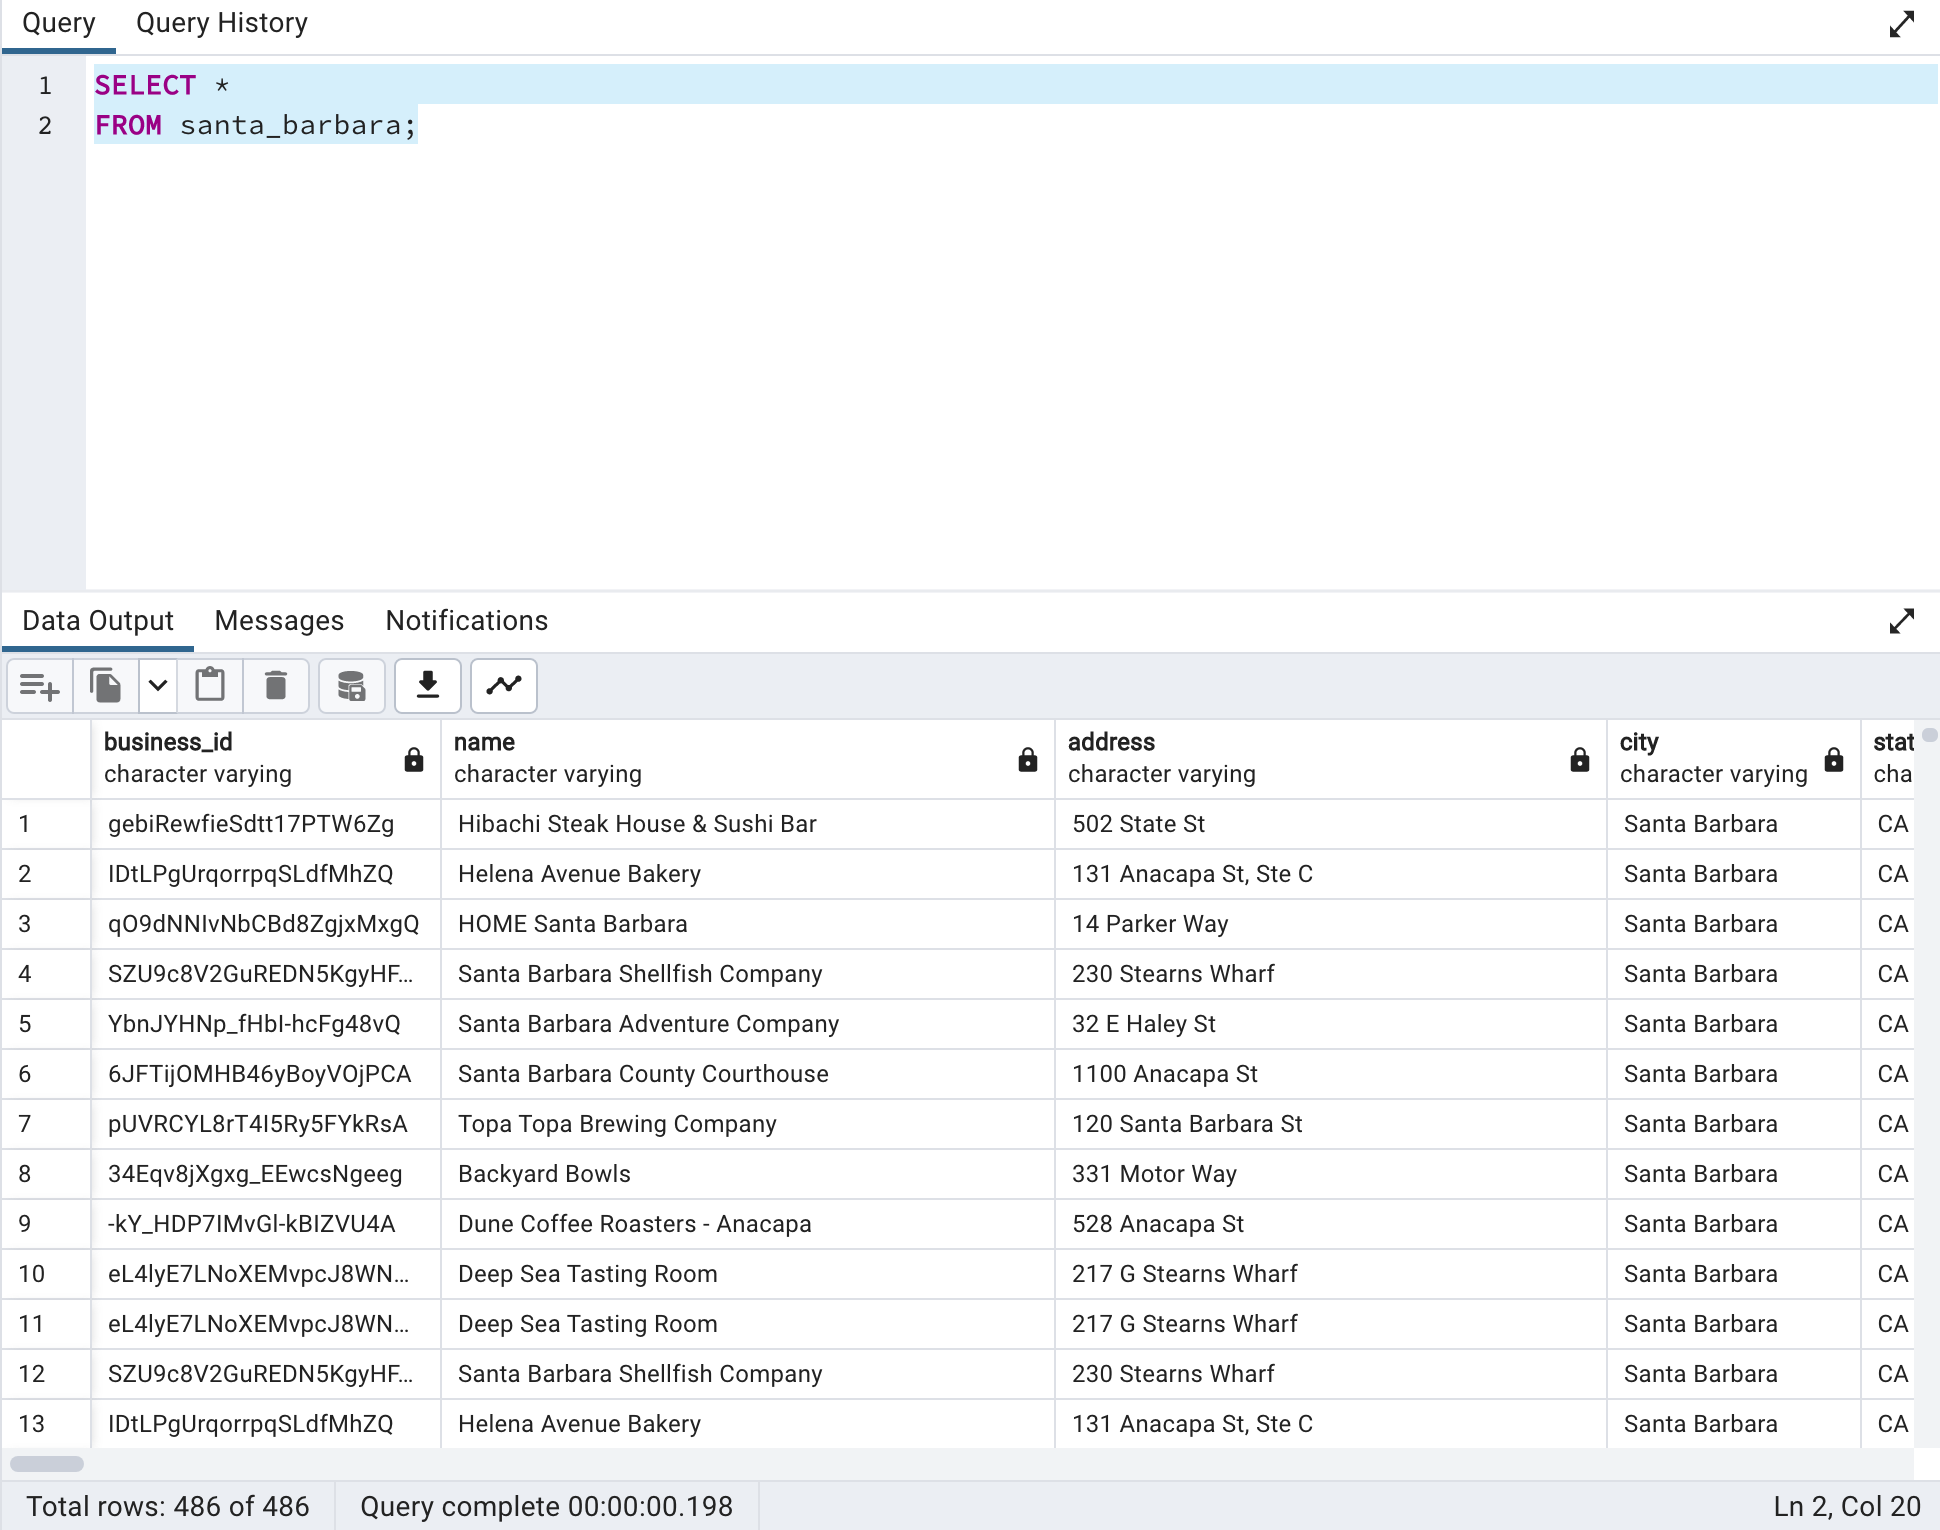 Query Query History
1 SELECT *
2 FROM santa_barbara;
Data Output Messages Notifications
business_id name address city stat
character varying character varying character varying character varying cha
1 gebiRewfieSdtt17PTW6Zg Hibachi Steak House & Sushi Bar 502 State St Santa Barbara CA
2 IDtLPgUrqorrpqSLdfMhZQ Helena Avenue Bakery 131 Anacapa St, Ste C Santa Barbara CA
3 qO9dNNIvNbCBd8ZgjxMxgQ HOME Santa Barbara 14 Parker Way Santa Barbara CA
4 SZU9c8V2GuREDN5KgyHF... Santa Barbara Shellfish Company 230 Stearns Wharf Santa Barbara CA
5 YbnJYHNp_fHbI-hcFg48vQ Santa Barbara Adventure Company 32 E Haley St Santa Barbara CA
6 6JFTijOMHB46yBoyVOjPCA Santa Barbara County Courthouse 1100 Anacapa St Santa Barbara CA
7 pUVRCYL8rT4I5Ry5FYkRsA Topa Topa Brewing Company 120 Santa Barbara St Santa Barbara CA
8 34Eqv8jXgxg_EEwcsNgeeg Backyard Bowls 331 Motor Way Santa Barbara CA
9 -kY_HDP7IMvGl-kBIZVU4A Dune Coffee Roasters - Anacapa 528 Anacapa St Santa Barbara CA
10 eL4lyE7LNoXEMvpcJ8WN... Deep Sea Tasting Room 217 G Stearns Wharf Santa Barbara CA
11 eL4lyE7LNoXEMvpcJ8WN... Deep Sea Tasting Room 217 G Stearns Wharf Santa Barbara CA
12 SZU9c8V2GuREDN5KgyHF... Santa Barbara Shellfish Company 230 Stearns Wharf Santa Barbara CA
13 IDtLPgUrqorrpqSLdfMhZQ Helena Avenue Bakery 131 Anacapa St, Ste C Santa Barbara CA
Total rows: 486 of 486 Query complete 00:00:00.198 Ln 2, Col 20